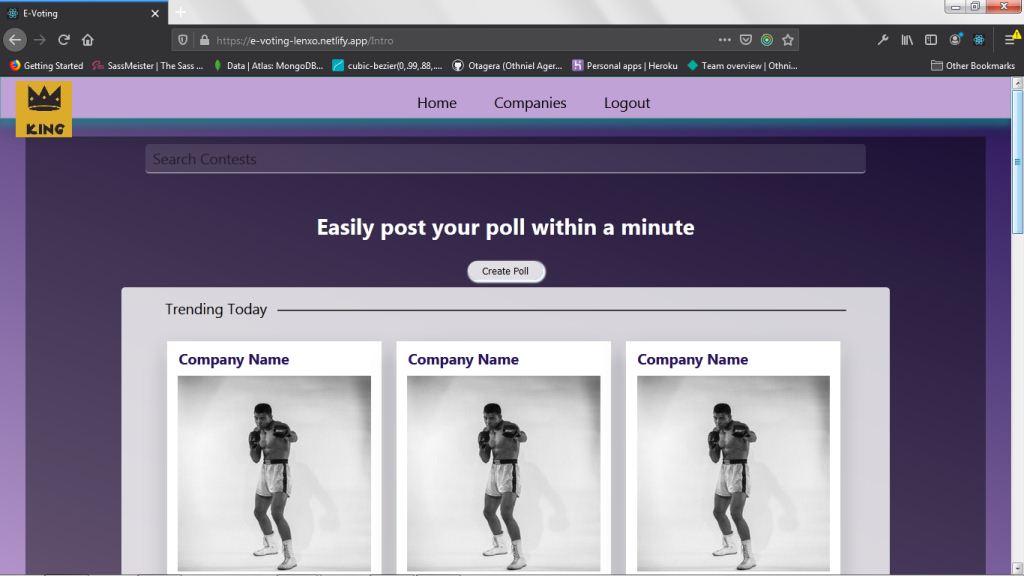 E-Voting
https://e-voting-lenxo.netlify.app/Intro
Getting Started SassMeister | The Sass ... Data | Atlas: MongoDB... cubic-bezier(0,.99,.88,.... Otagera (Othniel Ager... Personal apps | Heroku Team overview | Othni... Other Bookmarks
KING
Home Companies Logout
Search Contests
Easily post your poll within a minute
Create Poll
Trending Today
Company Name Company Name Company Name